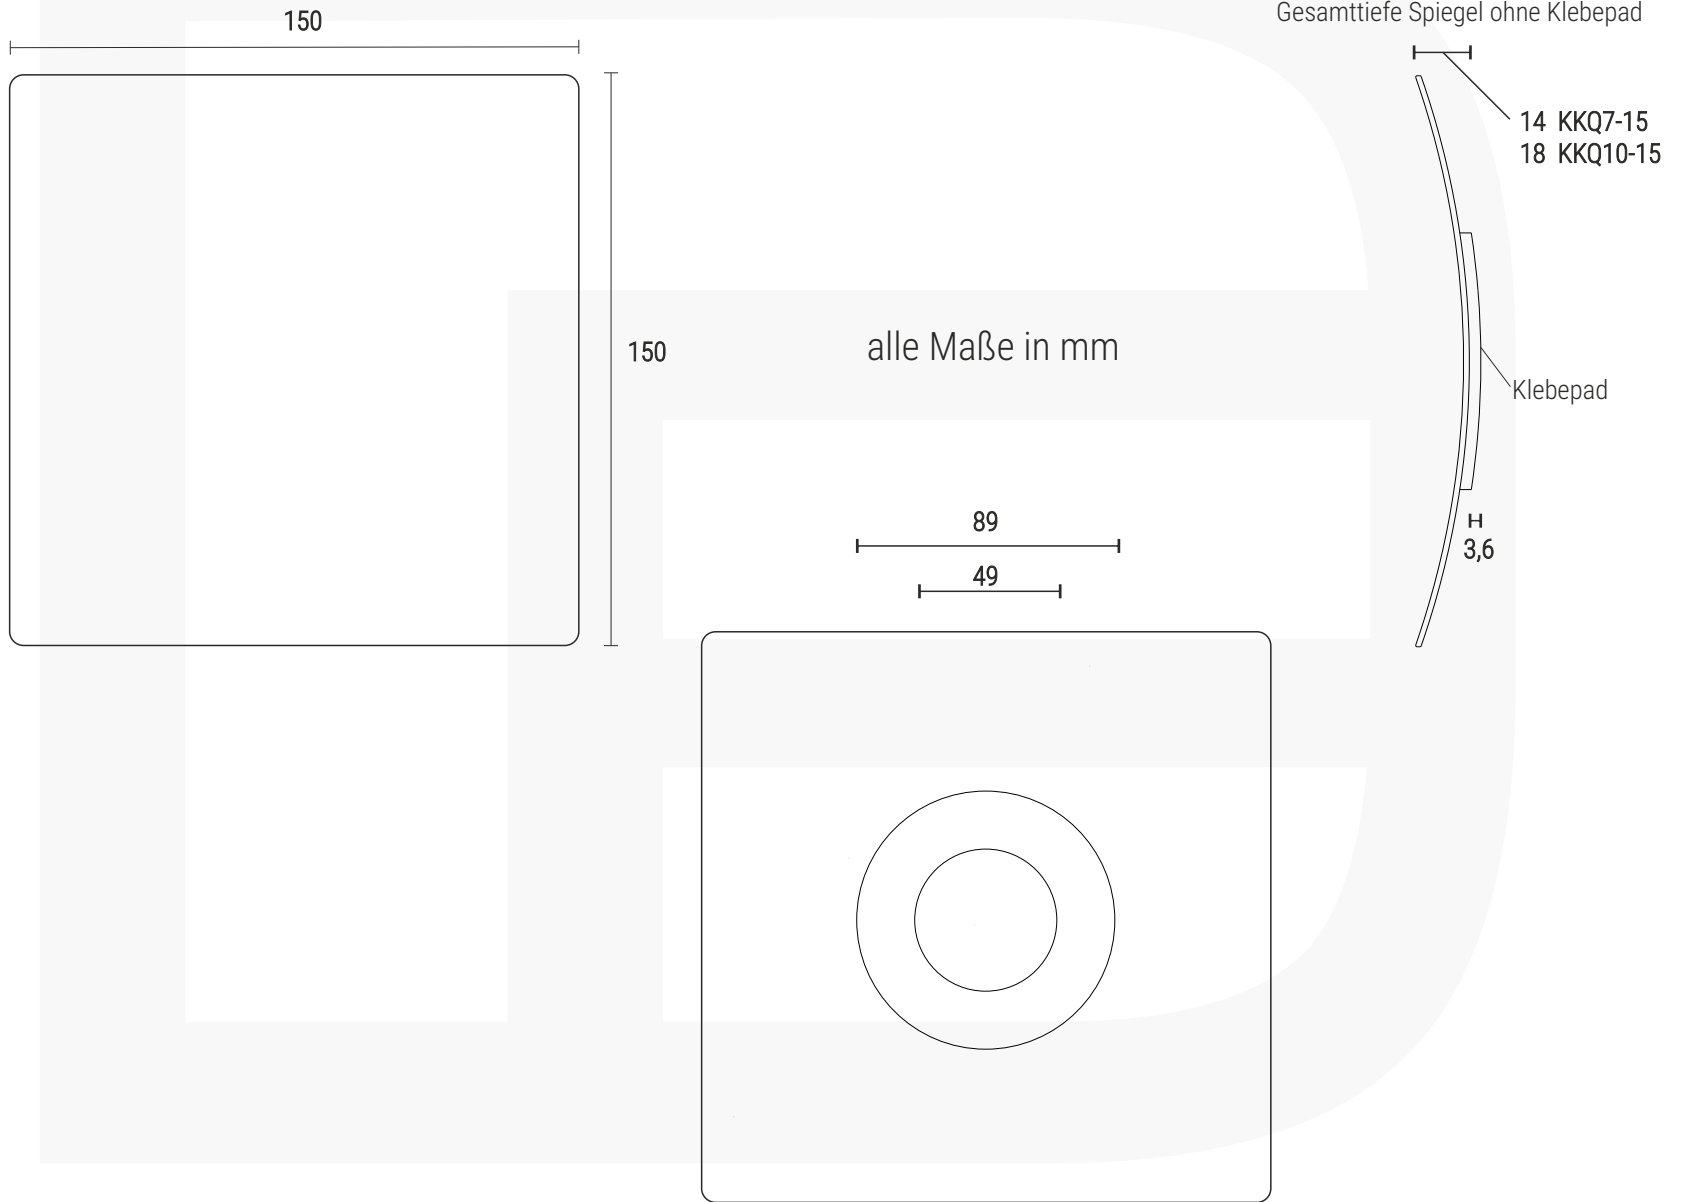 Gesamttiefe Spiegel ohne Klebepad
150
14 KKQ7-15
18 KKQ10-15
150
alle Maße in mm
Klebepad
89
3,6
49